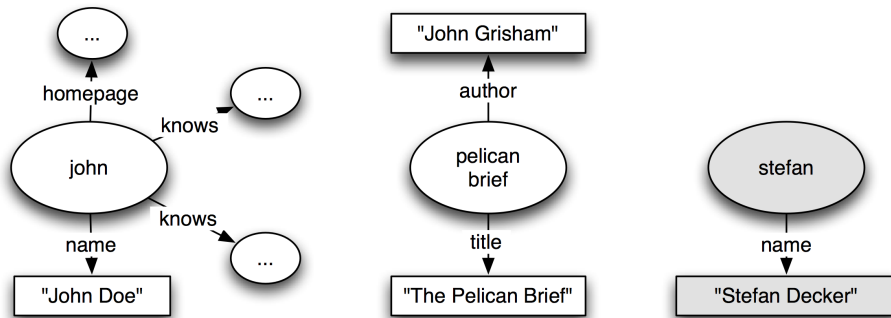 ...
homepage
knows
...
john
knows
...
name
"John Doe"
"John Grisham"
author
pelican
brief
title
"The Pelican Brief"
stefan
name
"Stefan Decker"